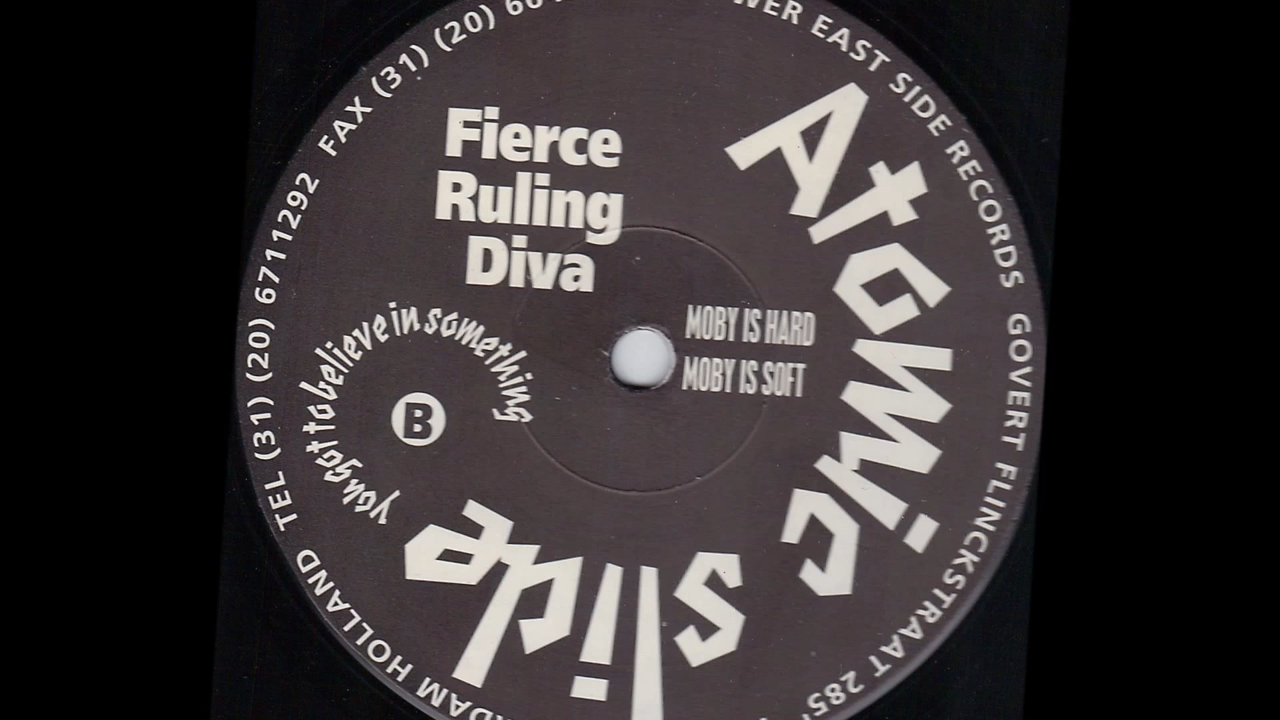 Fierce
Ruling
Diva
Atomic slide
MOBY IS HARD
MOBY IS SOFT
you got to believe in something
B
EAST SIDE RECORDS GOVERT FLINCKSTRAAT 285
HOLLAND TEL (31) (20) 6711292 FAX (31) (20)